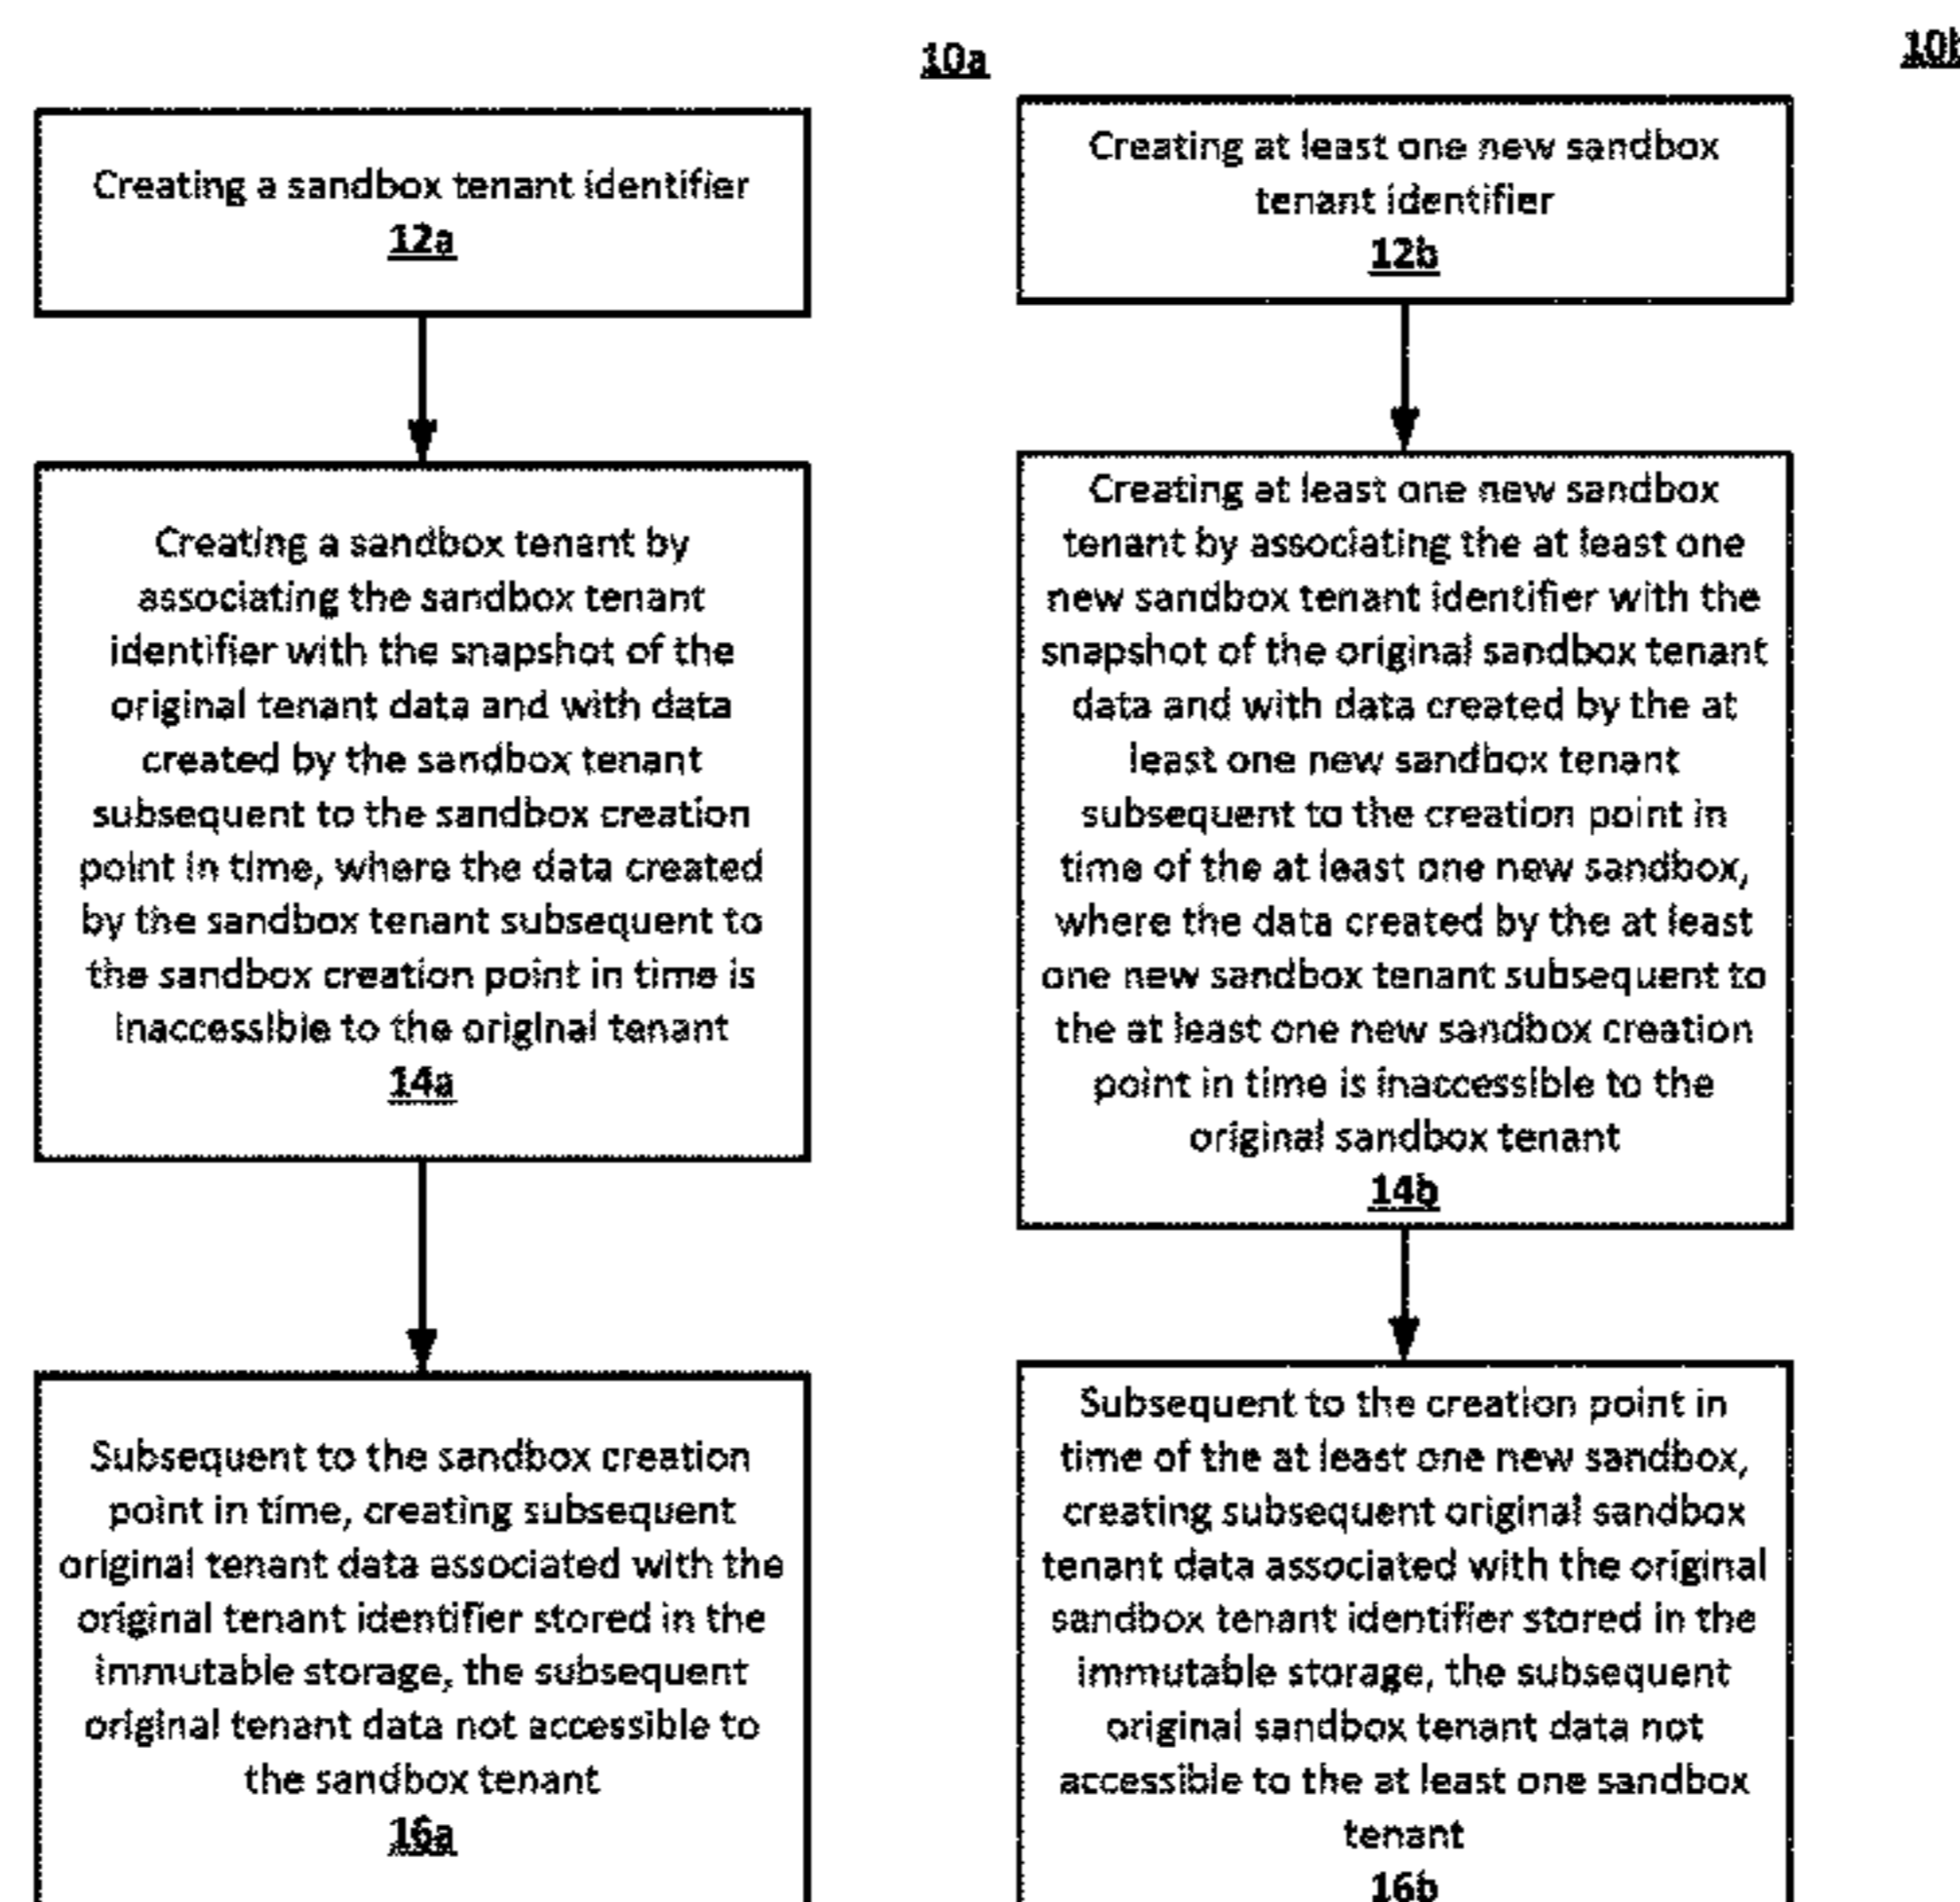 10a
Creating a sandbox tenant identifier
12a
Creating a sandbox tenant by
associating the sandbox tenant
identifier with the snapshot of the
original tenant data and with data
created by the sandbox tenant
subsequent to the sandbox creation
point in time, where the data created
by the sandbox tenant subsequent to
the sandbox creation point in time is
inaccessible to the original tenant
14a
Subsequent to the sandbox creation
point in time, creating subsequent
original tenant data associated with the
original tenant identifier stored in the
immutable storage, the subsequent
original tenant data not accessible to
the sandbox tenant
16a
10b
Creating at least one new sandbox
tenant identifier
12b
Creating at least one new sandbox
tenant by associating the at least one
new sandbox tenant identifier with the
snapshot of the original sandbox tenant
data and with data created by the at
least one new sandbox tenant
subsequent to the creation point in
time of the at least one new sandbox,
where the data created by the at least
one new sandbox tenant subsequent to
the at least one new sandbox creation
point in time is inaccessible to the
original sandbox tenant
14b
Subsequent to the creation point in
time of the at least one new sandbox,
creating subsequent original sandbox
tenant data associated with the original
sandbox tenant identifier stored in the
immutable storage, the subsequent
original sandbox tenant data not
accessible to the at least one sandbox
tenant
16b